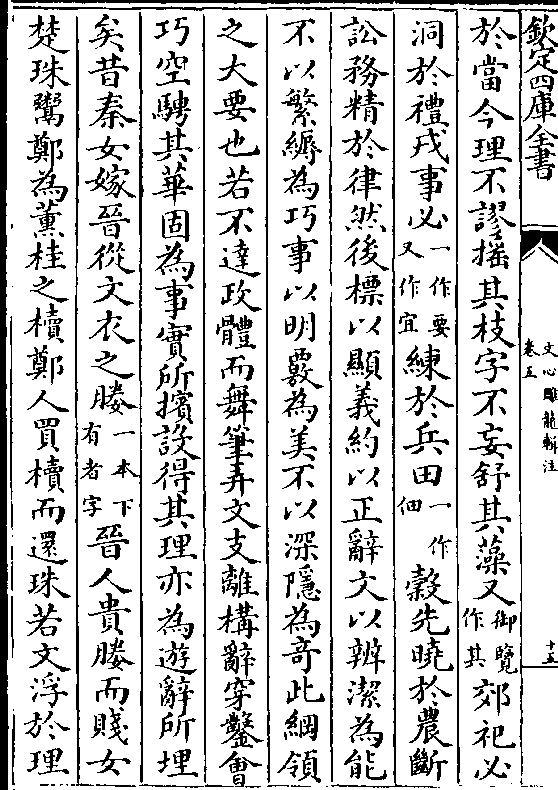 欽定四庫全書
文心雕龍輯注
卷五
十五
於當今理不謬摇其枝字不妄舒其藻又御覽作其郊祀必
洞於禮戎事必一作要又作宜練於兵田一作佃穀先曉於農斷
訟務精於律然後標以顯義約以正辭文以辨潔為能
不以繁縟為巧事以明覈為美不以深隱為奇此綱領
之大要也若不達政體而舞筆弄文支離構辭穿鑿會
巧空騁其華固為事實所擯設得其理亦為遊辭所埋
矣昔秦女嫁晉從文衣之媵一本下有者字晉人貴媵而賤女
楚珠鬻鄭為薰桂之櫝鄭人買櫝而還珠若文浮於理